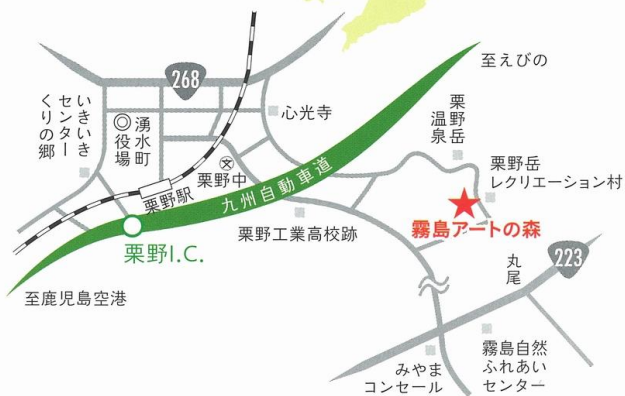 268
至えびの
いきいき
センター
くりの郷
湧水町
役場
心光寺
栗野岳
温泉
栗野中
栗野駅
九州自動車道
栗野岳
レクリエーション村
霧島アートの森
栗野工業高校跡
栗野I.C.
至鹿児島空港
丸尾
223
みやま
コンセール
霧島自然
ふれあい
センター